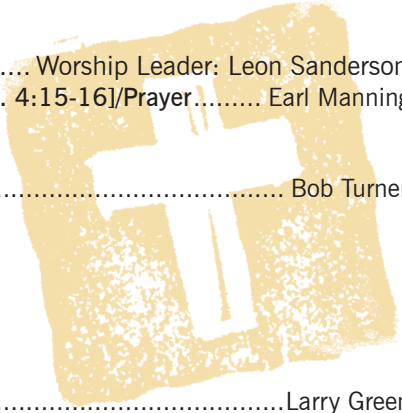 .... Worship Leader: Leon Sanderson
. 4:15-16]/Prayer......... Earl Manning
............................................ Bob Turner
............................................Larry Green